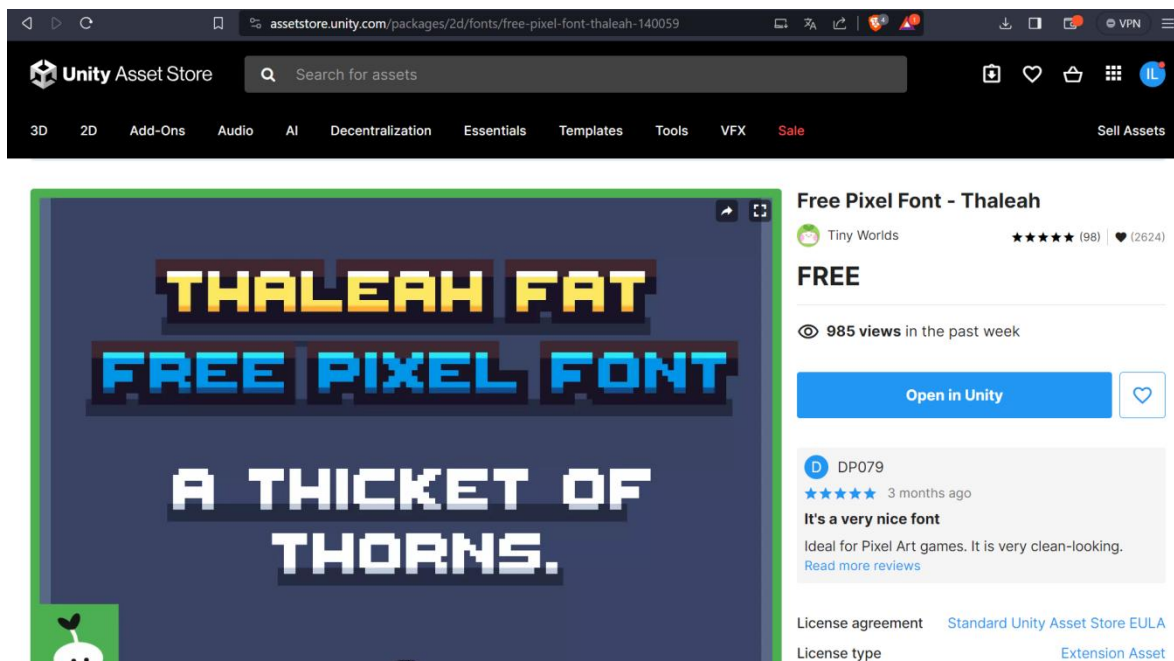 assetstore.unity.com/packages/2d/fonts/free-pixel-font-thaleah-140059
VPN
Unity Asset Store
Search for assets
IL
3D 2D Add-Ons Audio AI Decentralization Essentials Templates Tools VFX Sale Sell Assets
THALEAH FAT
FREE PIXEL FONT
A THICKET OF
THORNS.
Free Pixel Font - Thaleah
Tiny Worlds (98) (2624)
FREE
985 views in the past week
Open in Unity
D DP079
3 months ago
It's a very nice font
Ideal for Pixel Art games. It is very clean-looking.
Read more reviews
License agreement Standard Unity Asset Store EULA
License type Extension Asset